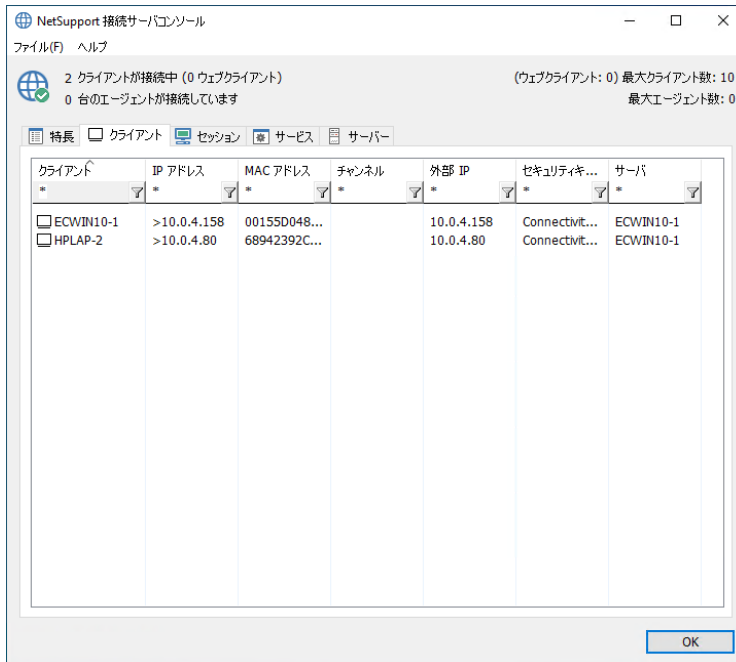 NetSupport 接続サーバコンソール
ファイル(F) ヘルプ
2 クライアントが接続中 (0 ウェブクライアント) (ウェブクライアント: 0) 最大クライアント数: 10
0 台のエージェントが接続しています 最大エージェント数: 0
特長 クライアント セッション サービス サーバー
クライアント IP アドレス MAC アドレス チャンネル 外部 IP セキュリティキ... サーバ
* * * * * * *
ECWIN10-1 >10.0.4.158 00155D048... 10.0.4.158 Connectivit... ECWIN10-1
HPLAP-2 >10.0.4.80 68942392C... 10.0.4.80 Connectivit... ECWIN10-1
OK